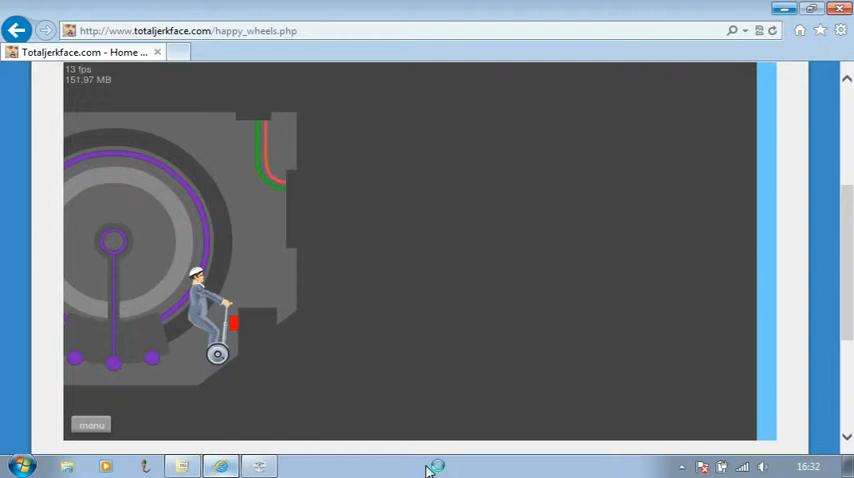 http://www.totaljerkface.com/happy_wheels.php
Totaljerkface.com - Home ...
13 fps
151.97 MB
menu
16:32